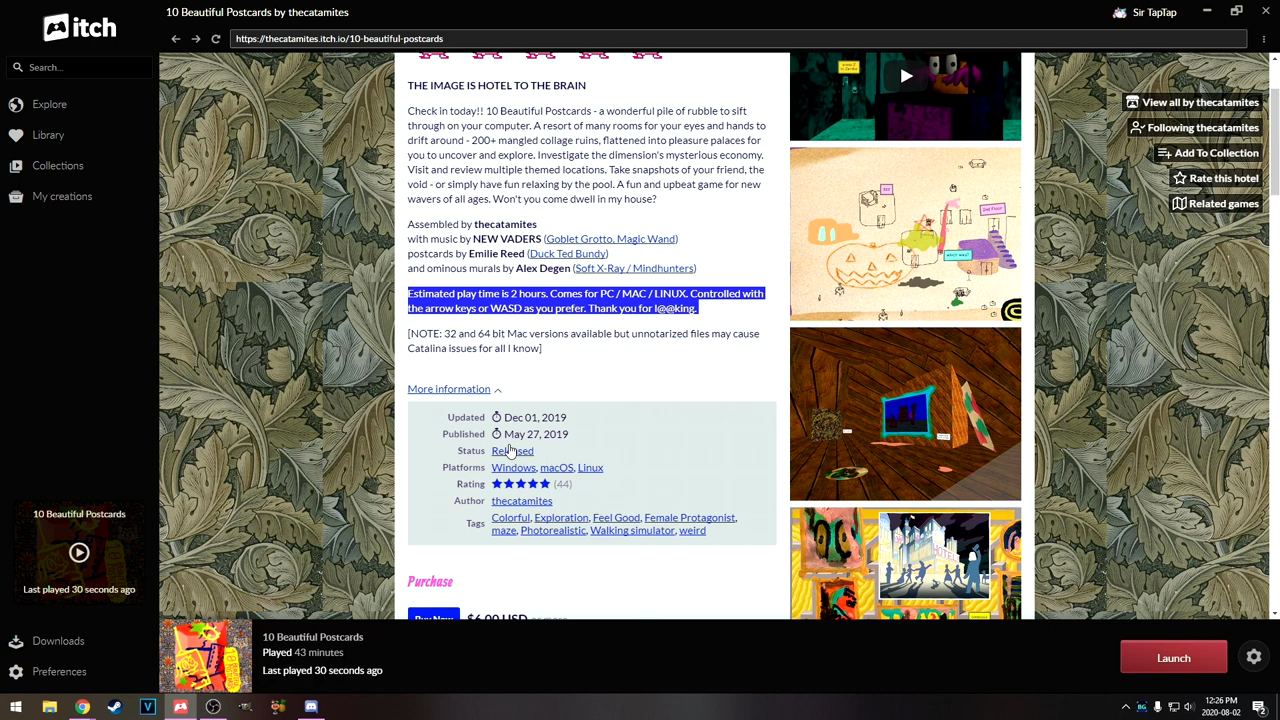 10 Beautiful Postcards
Sir TapTap
itch
https://thecatamites.itch.io/10-beautiful-postcards
Search...
Explore
Library
Collections
My creations
THE IMAGE IS HOTEL TO THE BRAIN
Check in today!! 10 Beautiful Postcards - a wonderful pile of rubble to sift
through on your computer. A resort of many rooms for your eyes and hands to
drift around - 200+ mangled collage ruins, flattened into pleasure palaces for
you to uncover and explore. Investigate the dimension's mysterious economy.
Visit and review multiple themed locations. Take snapshots of your friend, the
void - or simply have fun relaxing by the pool. A fun and upbeat game for new
wavers of all ages. Won't you come dwell in my house?
Assembled by thecatamites
with music by NEW VADERS (Goblet Grotto, Magic Wand)
postcards by Emilie Reed (Duck Ted Bundy)
and ominous murals by Alex Degen (Soft X-Ray / Mindhunters)
Estimated play time is 2 hours. Comes for PC / MAC / LINUX. Controlled with
the arrow keys or WASD as you prefer. Thank you for l@@king.
[NOTE: 32 and 64 bit Mac versions available but unnotarized files may cause
Catalina issues for all I know]
More information
Updated Dec 01, 2019
Published May 27, 2019
Status Released
Platforms Windows, macOS, Linux
Rating (44)
Author thecatamites
Tags Colorful, Exploration, Feel Good, Female Protagonist,
maze, Photorealistic, Walking simulator, weird
Purchase
Buy Now $6.00 USD or more
View all by thecatamites
Following thecatamites
Add To Collection
Rate this hotel
Related games
2nd Floor
HOTEL
10 Beautiful Postcards
Last played 30 seconds ago
Downloads
Preferences
10 Beautiful Postcards
Played 43 minutes
Last played 30 seconds ago
Launch
12:26 PM
2020-08-02